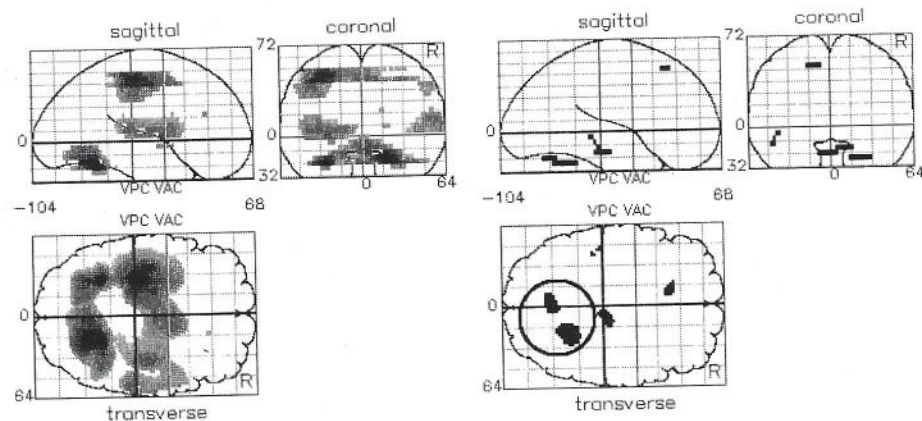 sagittal
coronal
72
R
0
0
VPC VAC
32
0
64
-104
68
VPC VAC
0
R
64
transverse
sagittal
coronal
72
R
0
0
VPC VAC
32
0
64
-104
68
VPC VAC
0
R
64
transverse